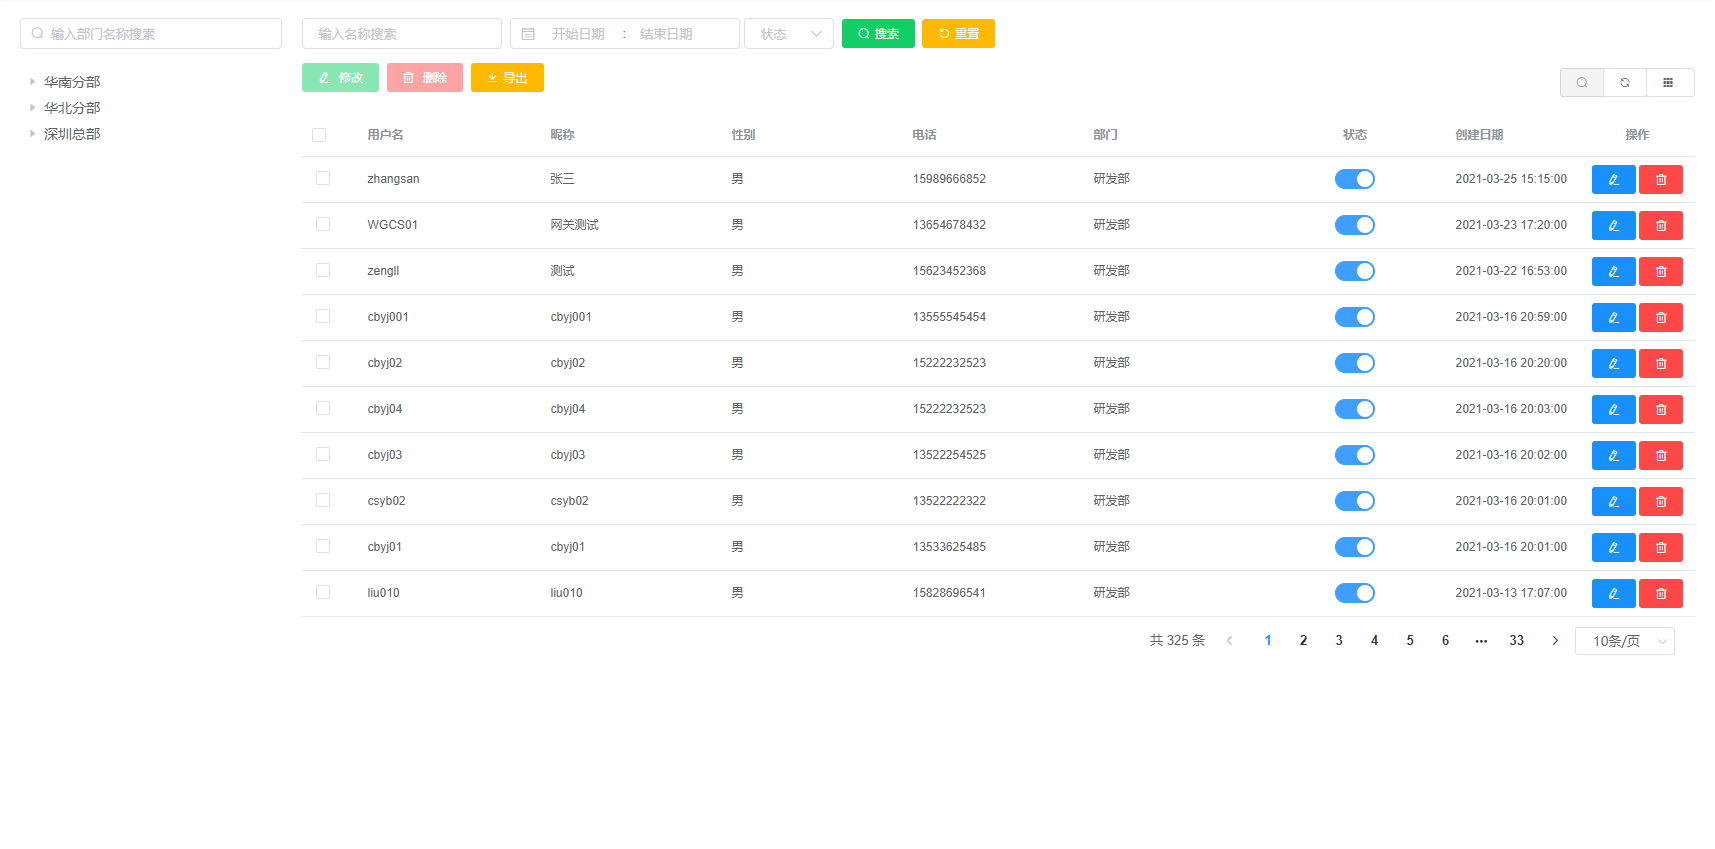 输入部门名称搜索
华南分部
华北分部
深圳总部
输入名称搜索 开始日期 : 结束日期 状态 搜索 重置
修改 删除 导出
用户名 昵称 性别 电话 部门 状态 创建日期 操作
zhangsan 张三 男 15989666852 研发部 2021-03-25 15:15:00
WGCS01 网关测试 男 13654678432 研发部 2021-03-23 17:20:00
zengll 测试 男 15623452368 研发部 2021-03-22 16:53:00
cbyj001 cbyj001 男 13555545454 研发部 2021-03-16 20:59:00
cbyj02 cbyj02 男 15222232523 研发部 2021-03-16 20:20:00
cbyj04 cbyj04 男 15222232523 研发部 2021-03-16 20:03:00
cbyj03 cbyj03 男 13522254525 研发部 2021-03-16 20:02:00
csyb02 csyb02 男 13522222322 研发部 2021-03-16 20:01:00
cbyj01 cbyj01 男 13533625485 研发部 2021-03-16 20:01:00
liu010 liu010 男 15828696541 研发部 2021-03-13 17:07:00
共 325 条 1 2 3 4 5 6 ••• 33 10条/页